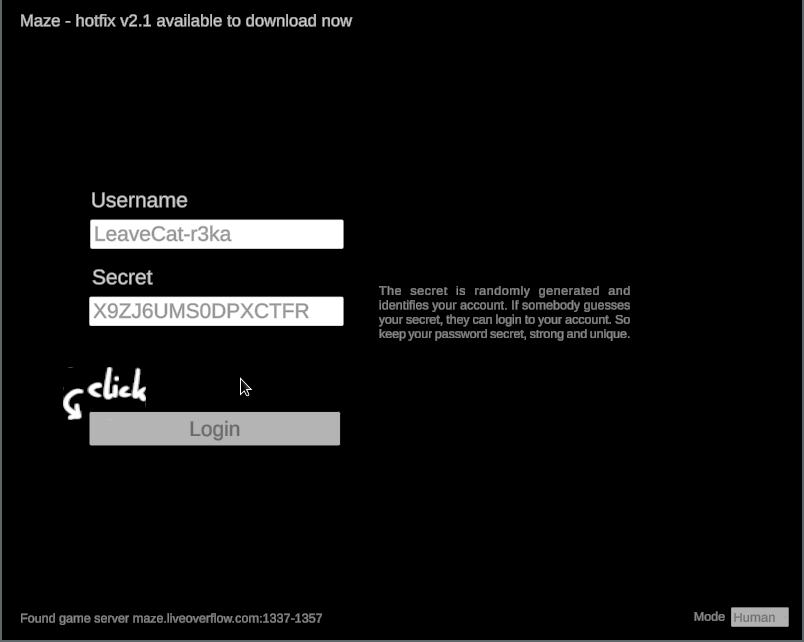 Maze - hotfix v2.1 available to download now
Username
LeaveCat-r3ka
Secret
X9ZJ6UMS0DPXCTFR
The secret is randomly generated and
identifies your account. If somebody guesses
your secret, they can login to your account. So
keep your password secret, strong and unique.
click
Login
Found game server maze.liveoverflow.com:1337-1357
Mode Human